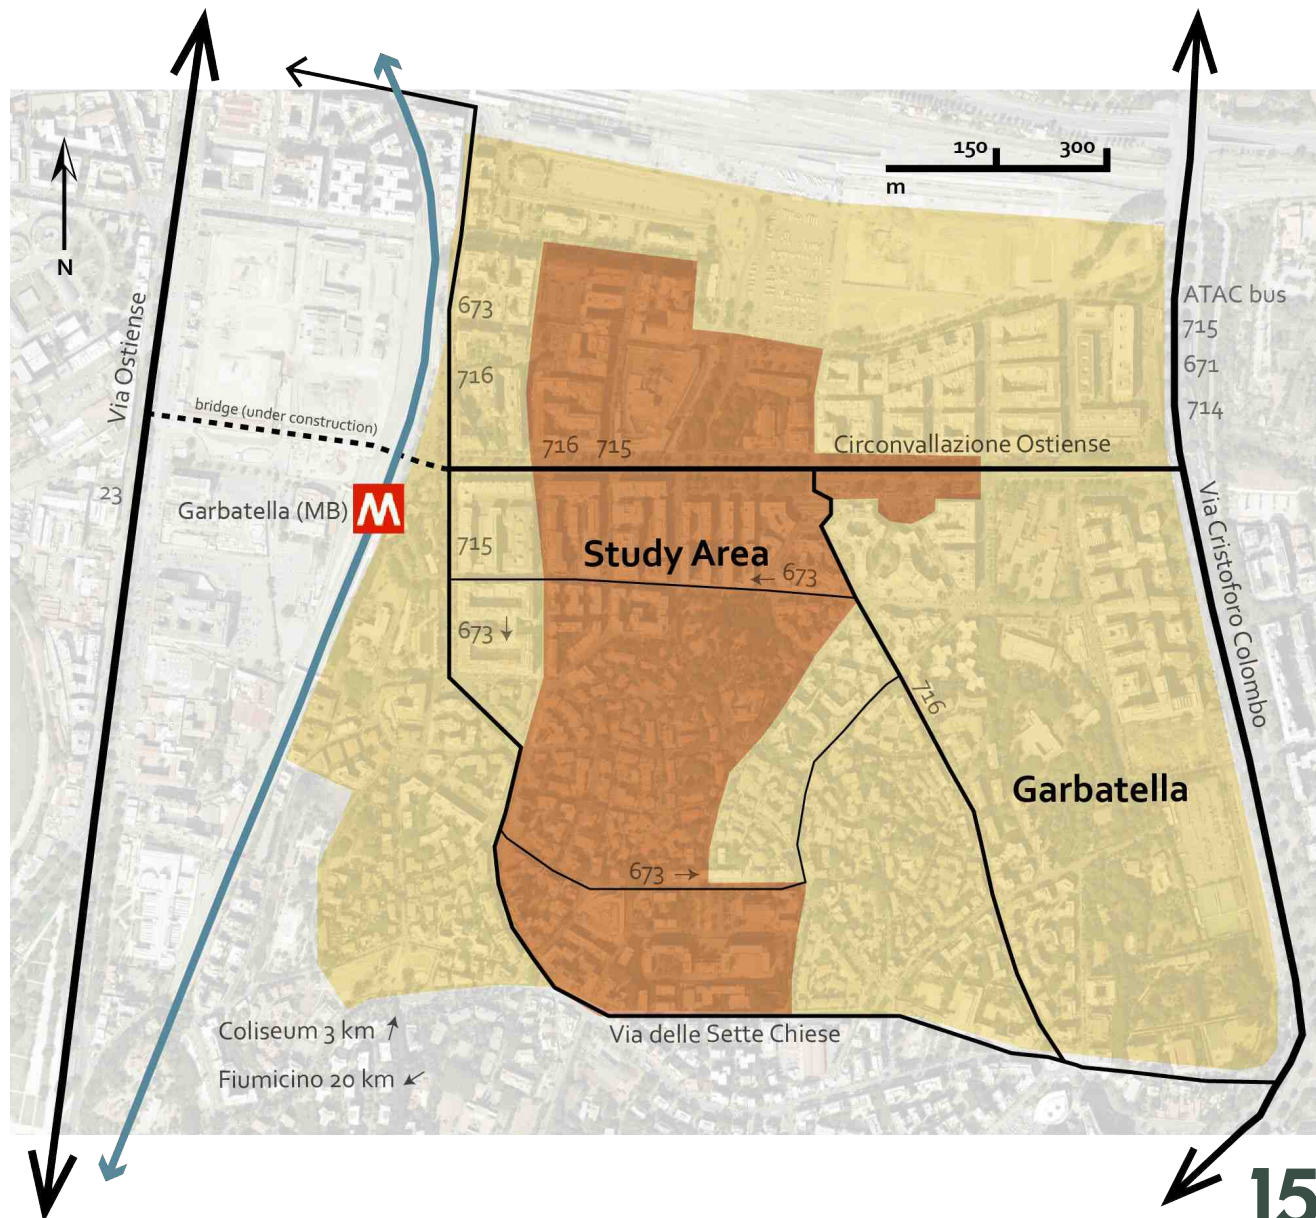 150 300
m
N
ATAC bus
715
671
714
673
716
Via Ostiense
bridge (under construction)
716 715
Circonvallazione Ostiense
23
Garbatella (MB) M
715
Study Area
← 673
673 ↓
Via Cristoforo Colombo
716
Garbatella
673 →
Coliseum 3 km ↗
Via delle Sette Chiese
Fiumicino 20 km ↙
15